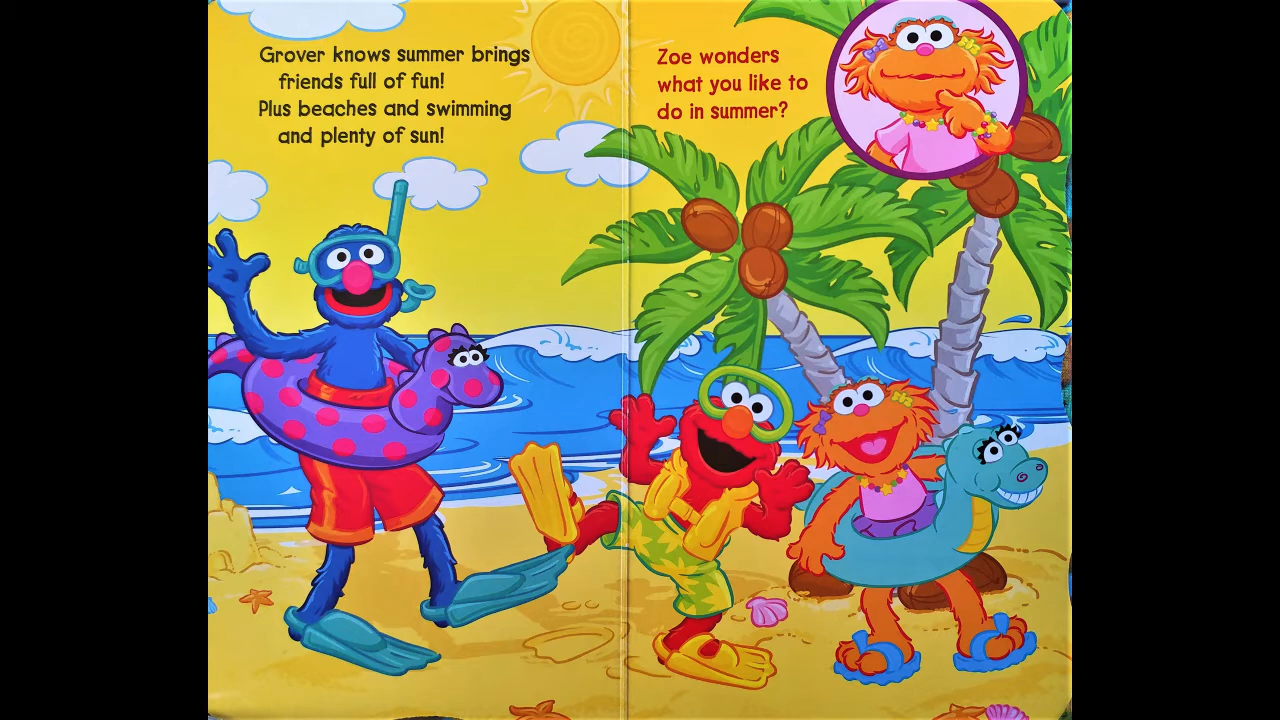 Grover knows summer brings
friends full of fun!
Plus beaches and swimming
and plenty of sun!
Zoe wonders
what you like to
do in summer?